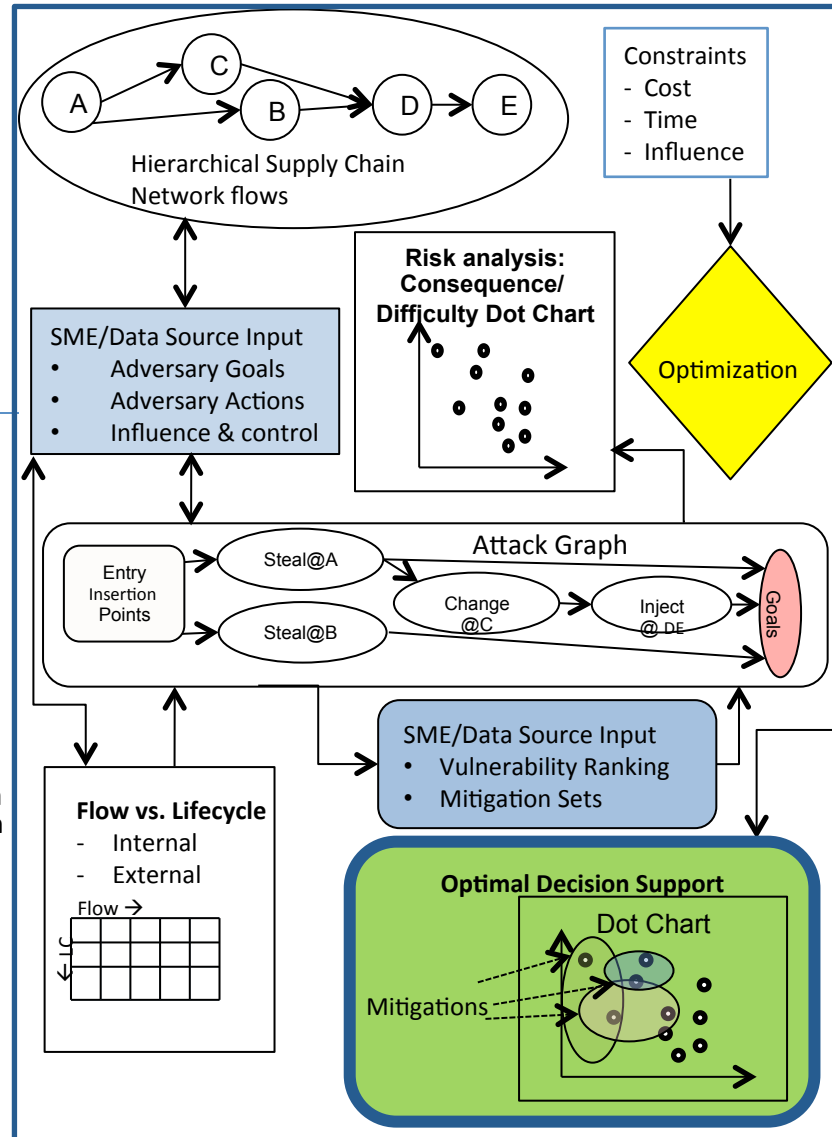 A
C
B
D
E
Hierarchical Supply Chain
Network flows
Constraints
- Cost
- Time
- Influence
Risk analysis:
Consequence/
Difficulty Dot Chart
Optimization
SME/Data Source Input
• Adversary Goals
• Adversary Actions
• Influence & control
Attack Graph
Entry
Insertion
Points
Steal@A
Steal@B
Change
@C
Inject
@ DE
Goals
SME/Data Source Input
• Vulnerability Ranking
• Mitigation Sets
Flow vs. Lifecycle
- Internal
- External
Flow →
← LC
Optimal Decision Support
Dot Chart
Mitigations